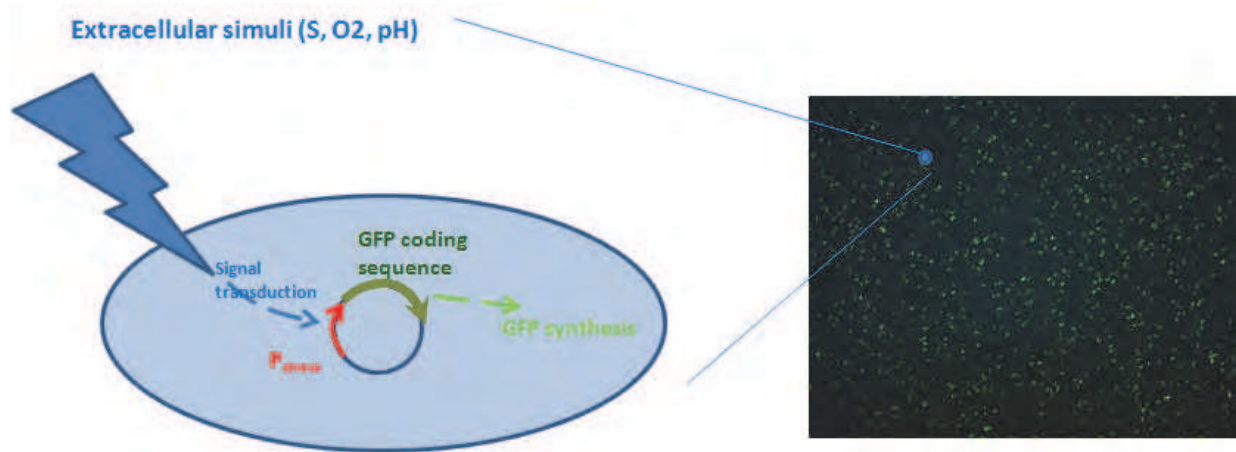 Extracellular simuli (S, O2, pH)
GFP coding
sequence
Signal
transduction
GFP synthesis
P